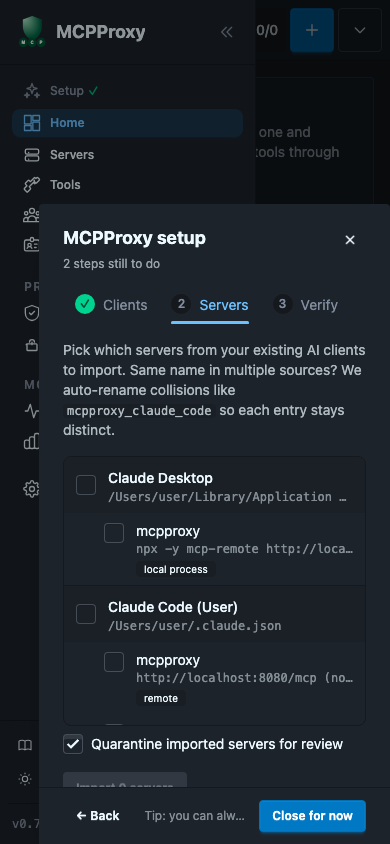 MCP
MCPProxy
0/0
Setup
Home
Servers
Tools
one and
tools through
MCPProxy setup
2 steps still to do
Clients
2 Servers
3 Verify
Pick which servers from your existing AI clients
to import. Same name in multiple sources? We
auto-rename collisions like
mcpproxy_claude_code so each entry stays
distinct.
Claude Desktop
/Users/user/Library/Application …
mcpproxy
npx -y mcp-remote http://loca…
local process
Claude Code (User)
/Users/user/.claude.json
mcpproxy
http://localhost:8080/mcp (no…
remote
Quarantine imported servers for review
Import 0 servers
Back
Tip: you can alw…
Close for now
v0.7